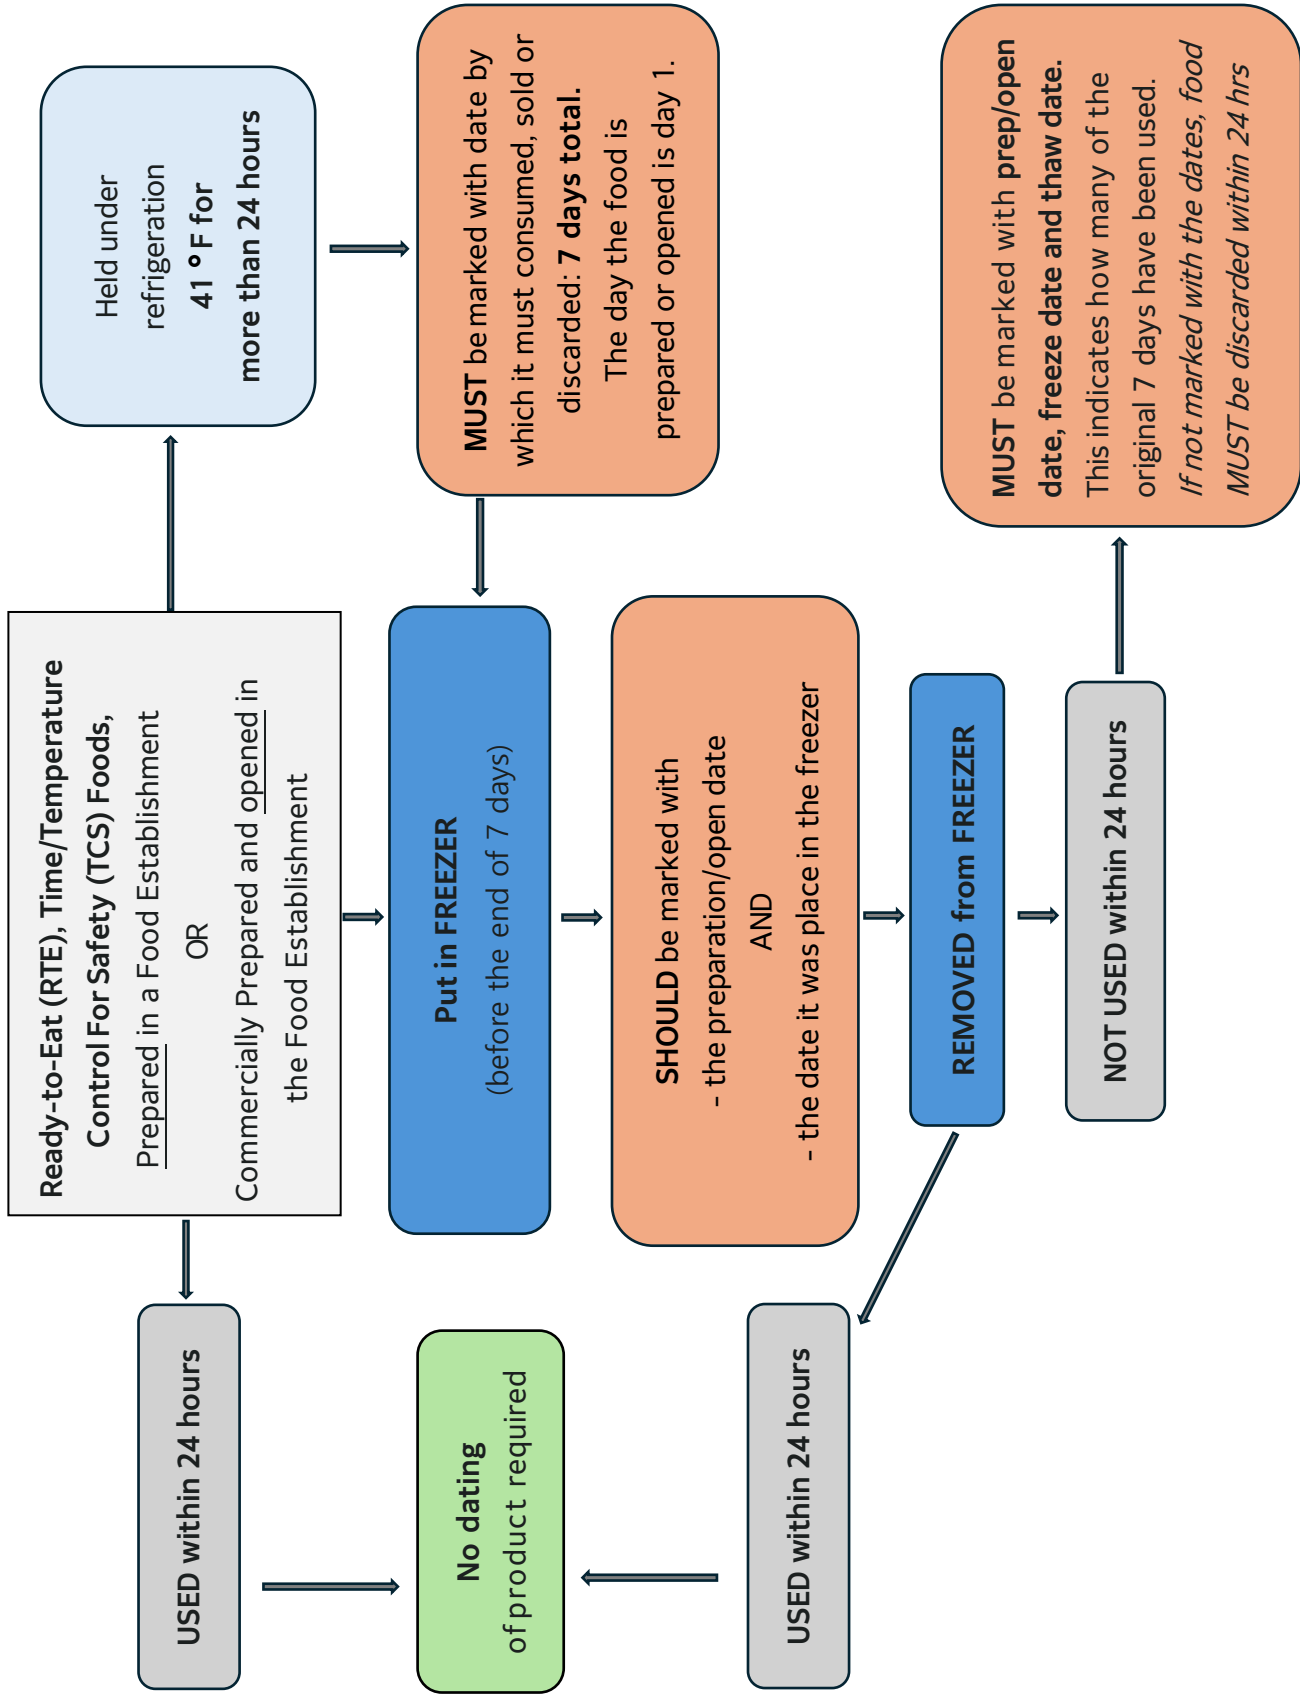 Ready-to-Eat (RTE), Time/Temperature
Control For Safety (TCS) Foods,
Prepared in a Food Establishment
OR
Commercially Prepared and opened in
the Food Establishment
USED within 24 hours
No dating
of product required
Held under
refrigeration
41 °F for
more than 24 hours
MUST be marked with date by
which it must consumed, sold or
discarded: 7 days total.
The day the food is
prepared or opened is day 1.
Put in FREEZER
(before the end of 7 days)
SHOULD be marked with
- the preparation/open date
AND
- the date it was place in the freezer
REMOVED from FREEZER
USED within 24 hours
NOT USED within 24 hours
MUST be marked with prep/open
date, freeze date and thaw date.
This indicates how many of the
original 7 days have been used.
If not marked with the dates, food
MUST be discarded within 24 hrs